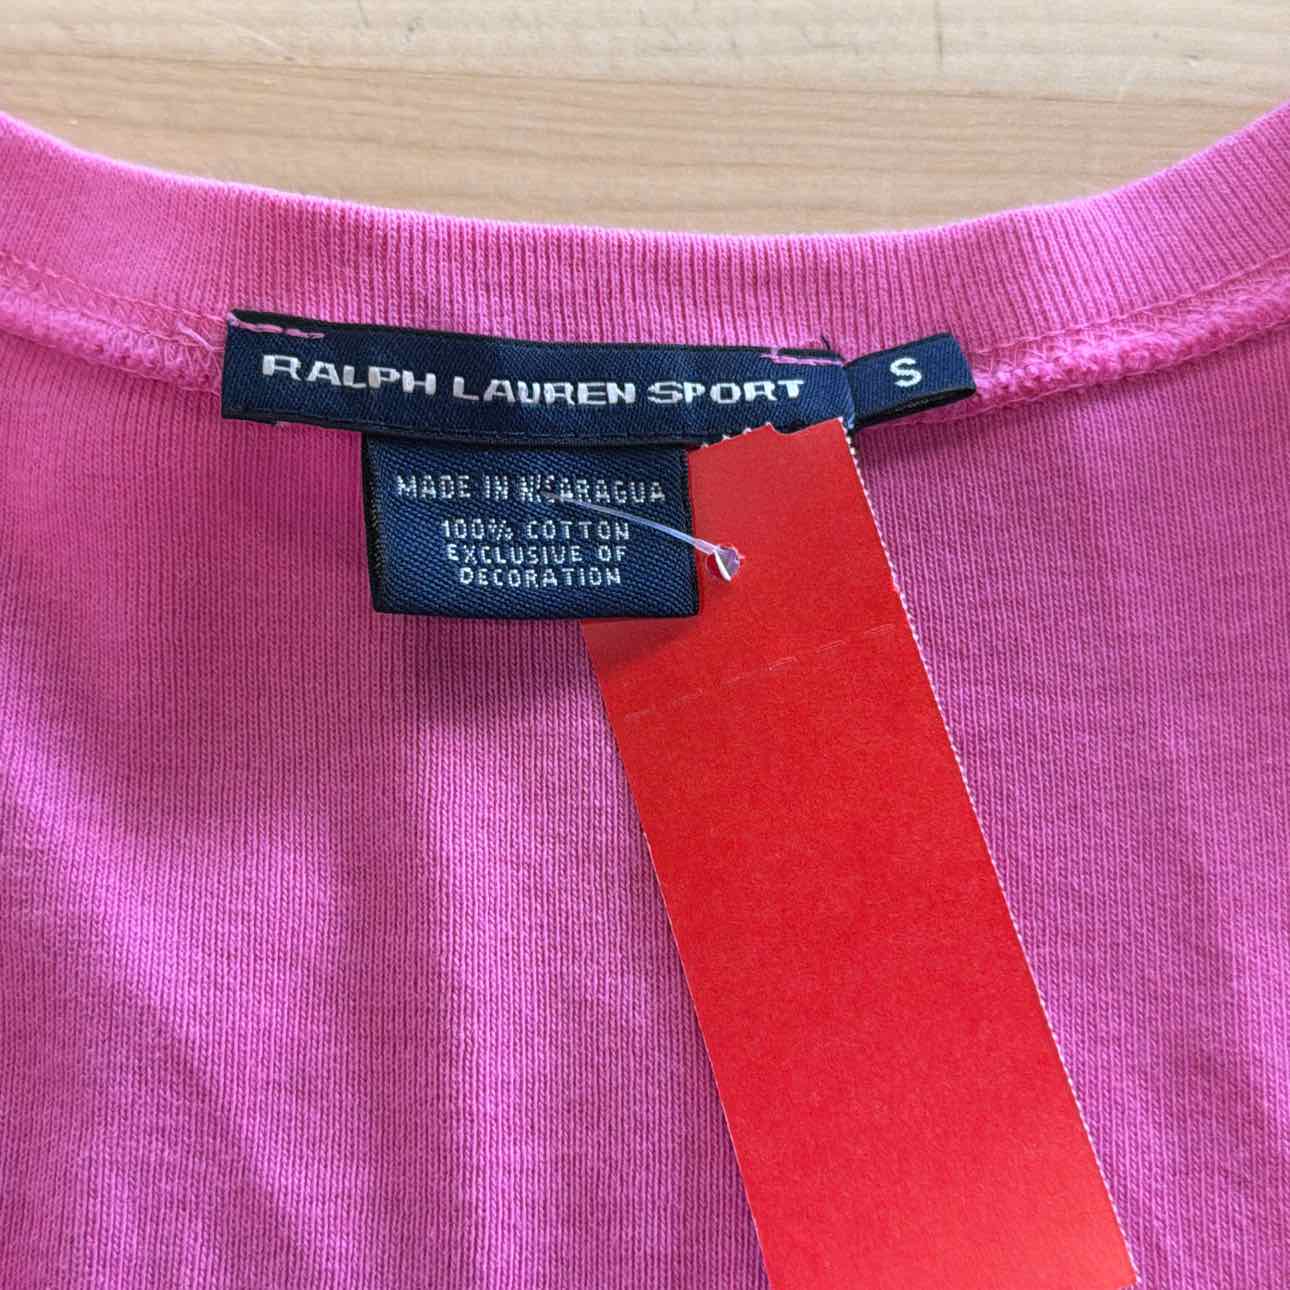 RALPH LAUREN SPORT
S
MADE IN NICARAGUA
100% COTTON
EXCLUSIVE OF
DECORATION